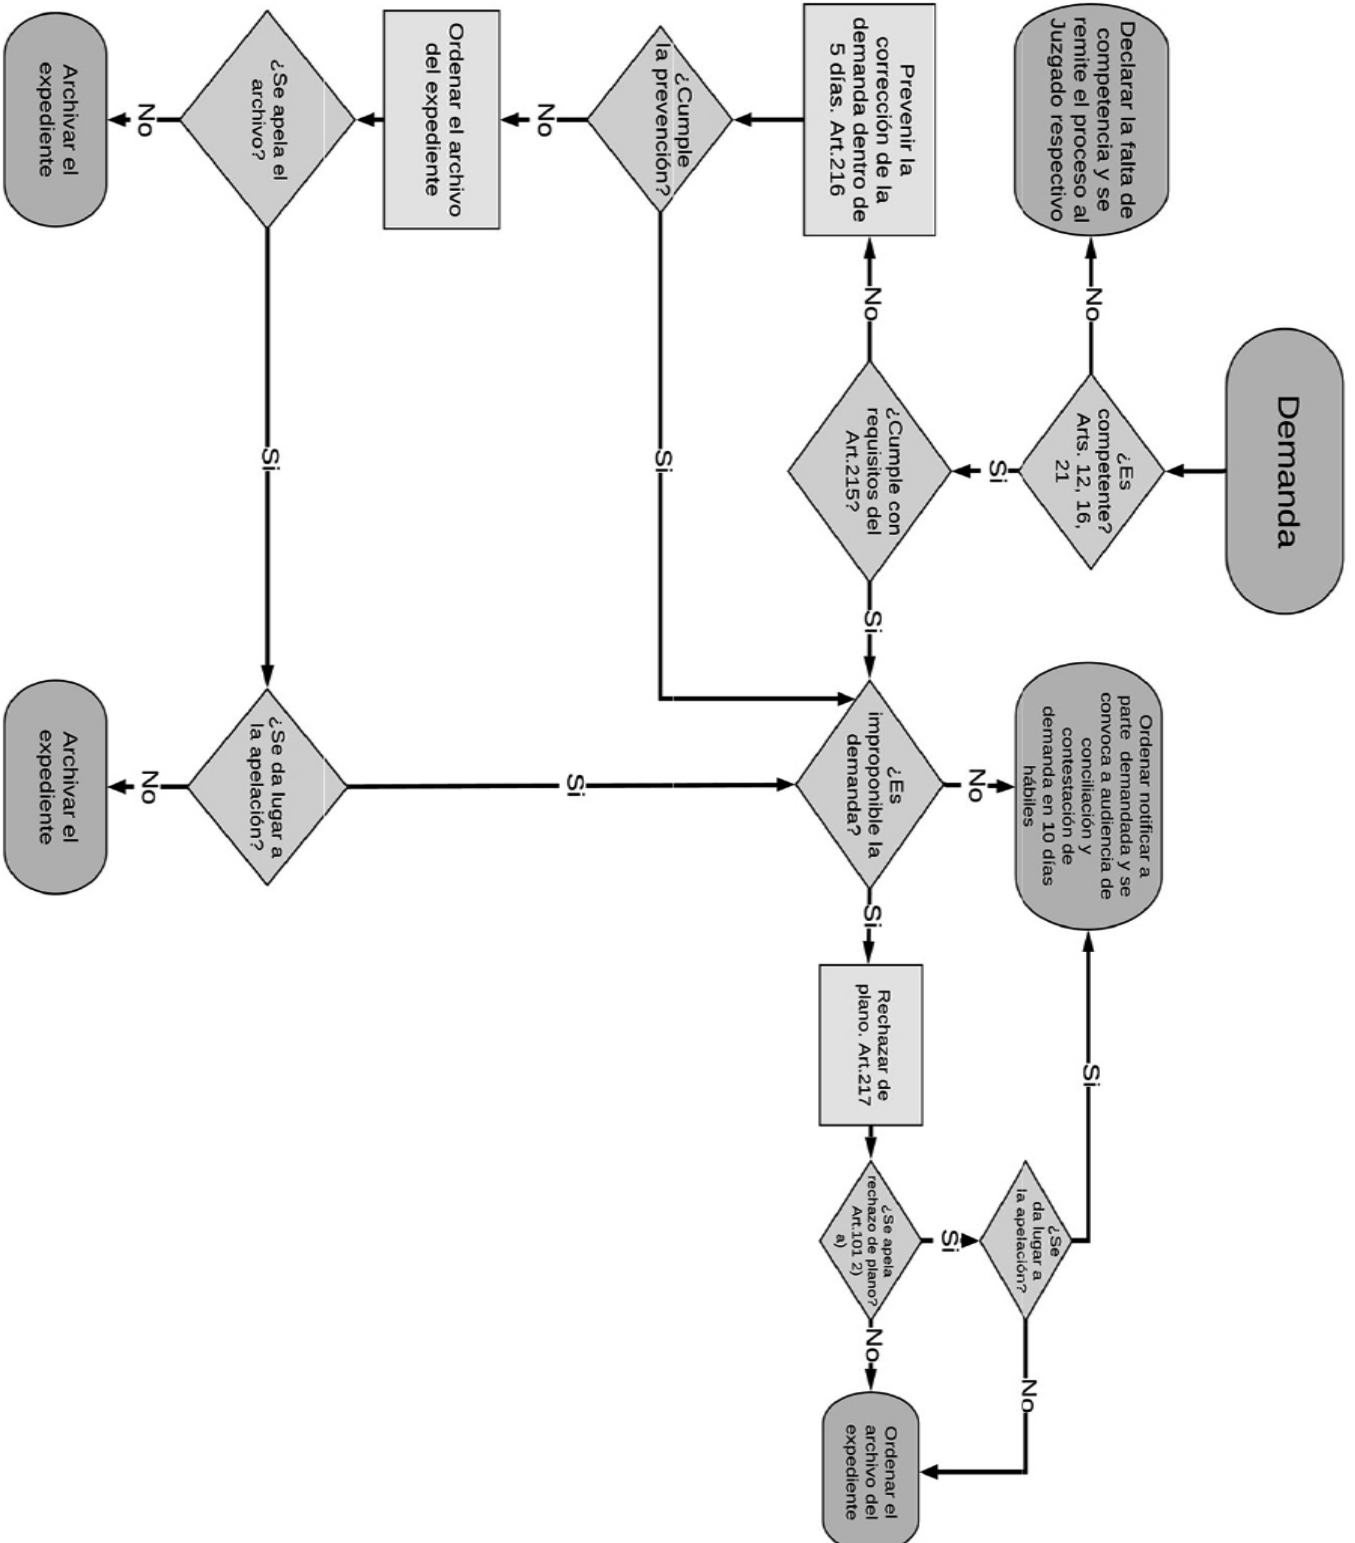 Demanda
Declarar la falta de
competencia y se
remite el proceso al
Juzgado respectivo
No
¿Es
competente?
Arts. 12, 16,
21
Ordenar notificar a
parte demandada y se
convoca a audiencia de
conciliación y
contestación de
demanda en 10 días
hábiles
Si
¿Se
da lugar a
la apelación?
No
Si
No
Si
Prevenir la
corrección de la
demanda dentro de
5 días. Art.216
No
¿Cumple con
requisitos del
Art.215?
Si
¿Es
improponible la
demanda?
Si
Rechazar de
plano. Art.217
¿Se apela
rechazo de plano?
Art.101 2)
a)
No
Ordenar el
archivo del
expediente
¿Cumple
la prevención?
Si
No
Si
Ordenar el archivo
del expediente
¿Se apela el
archivo?
Si
¿Se da lugar a
la apelación?
No
No
Archivar el
expediente
Archivar el
expediente